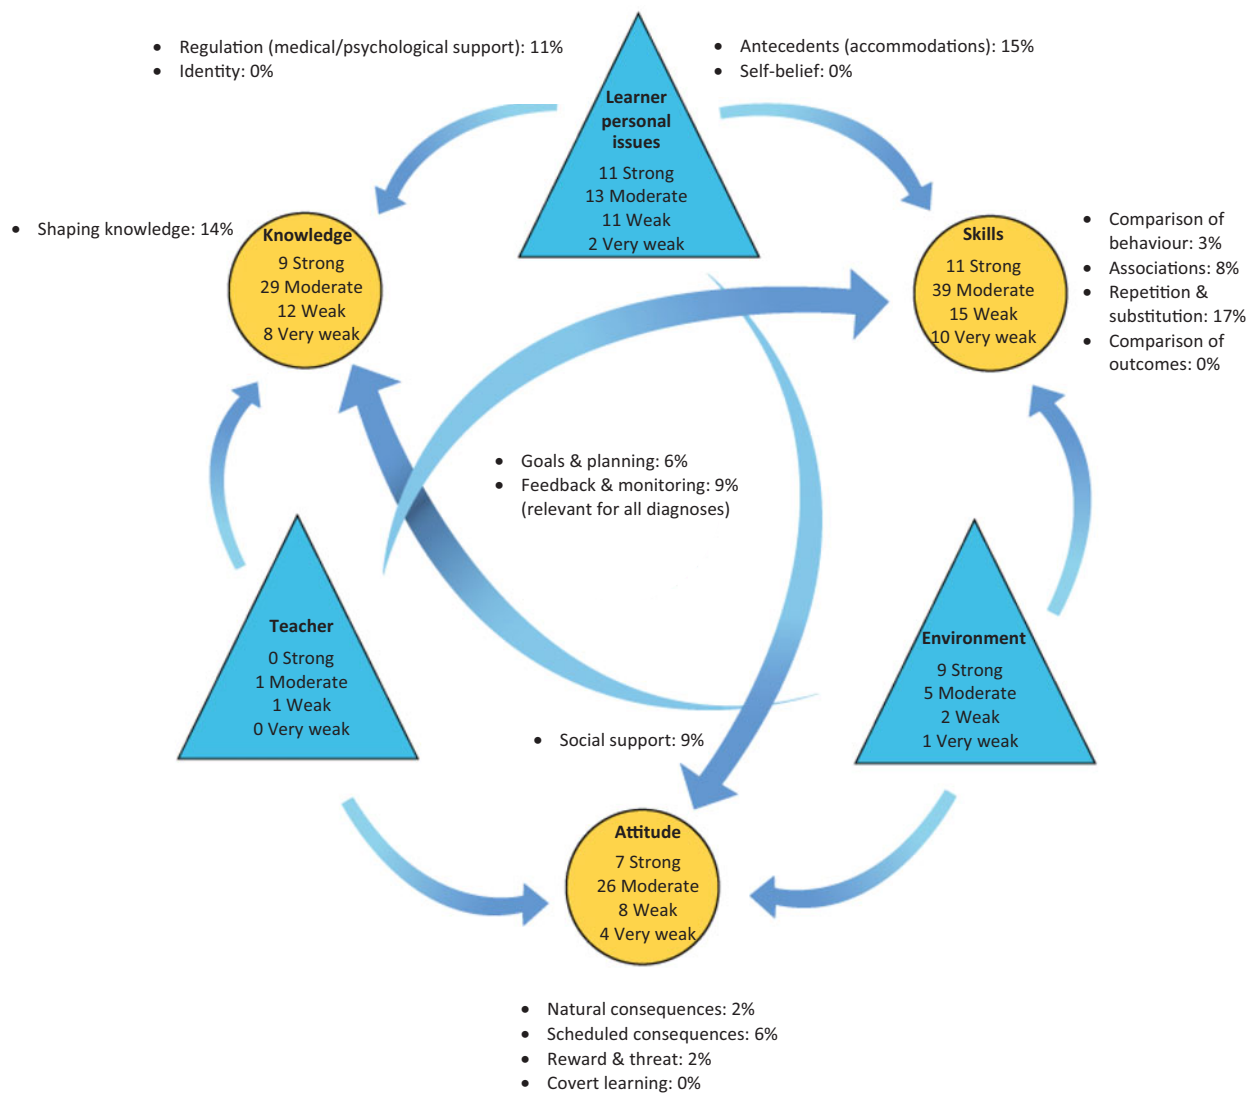 • Regulation (medical/psychological support): 11%
• Identity: 0%
• Antecedents (accommodations): 15%
• Self-belief: 0%
Learner
personal
issues
11 Strong
13 Moderate
11 Weak
2 Very weak
• Shaping knowledge: 14%
Knowledge
9 Strong
29 Moderate
12 Weak
8 Very weak
Skills
11 Strong
39 Moderate
15 Weak
10 Very weak
• Comparison of
behaviour: 3%
• Associations: 8%
• Repetition &
substitution: 17%
• Comparison of
outcomes: 0%
• Goals & planning: 6%
• Feedback & monitoring: 9%
(relevant for all diagnoses)
Teacher
0 Strong
1 Moderate
1 Weak
0 Very weak
Environment
9 Strong
5 Moderate
2 Weak
1 Very weak
• Social support: 9%
Attitude
7 Strong
26 Moderate
8 Weak
4 Very weak
• Natural consequences: 2%
• Scheduled consequences: 6%
• Reward & threat: 2%
• Covert learning: 0%